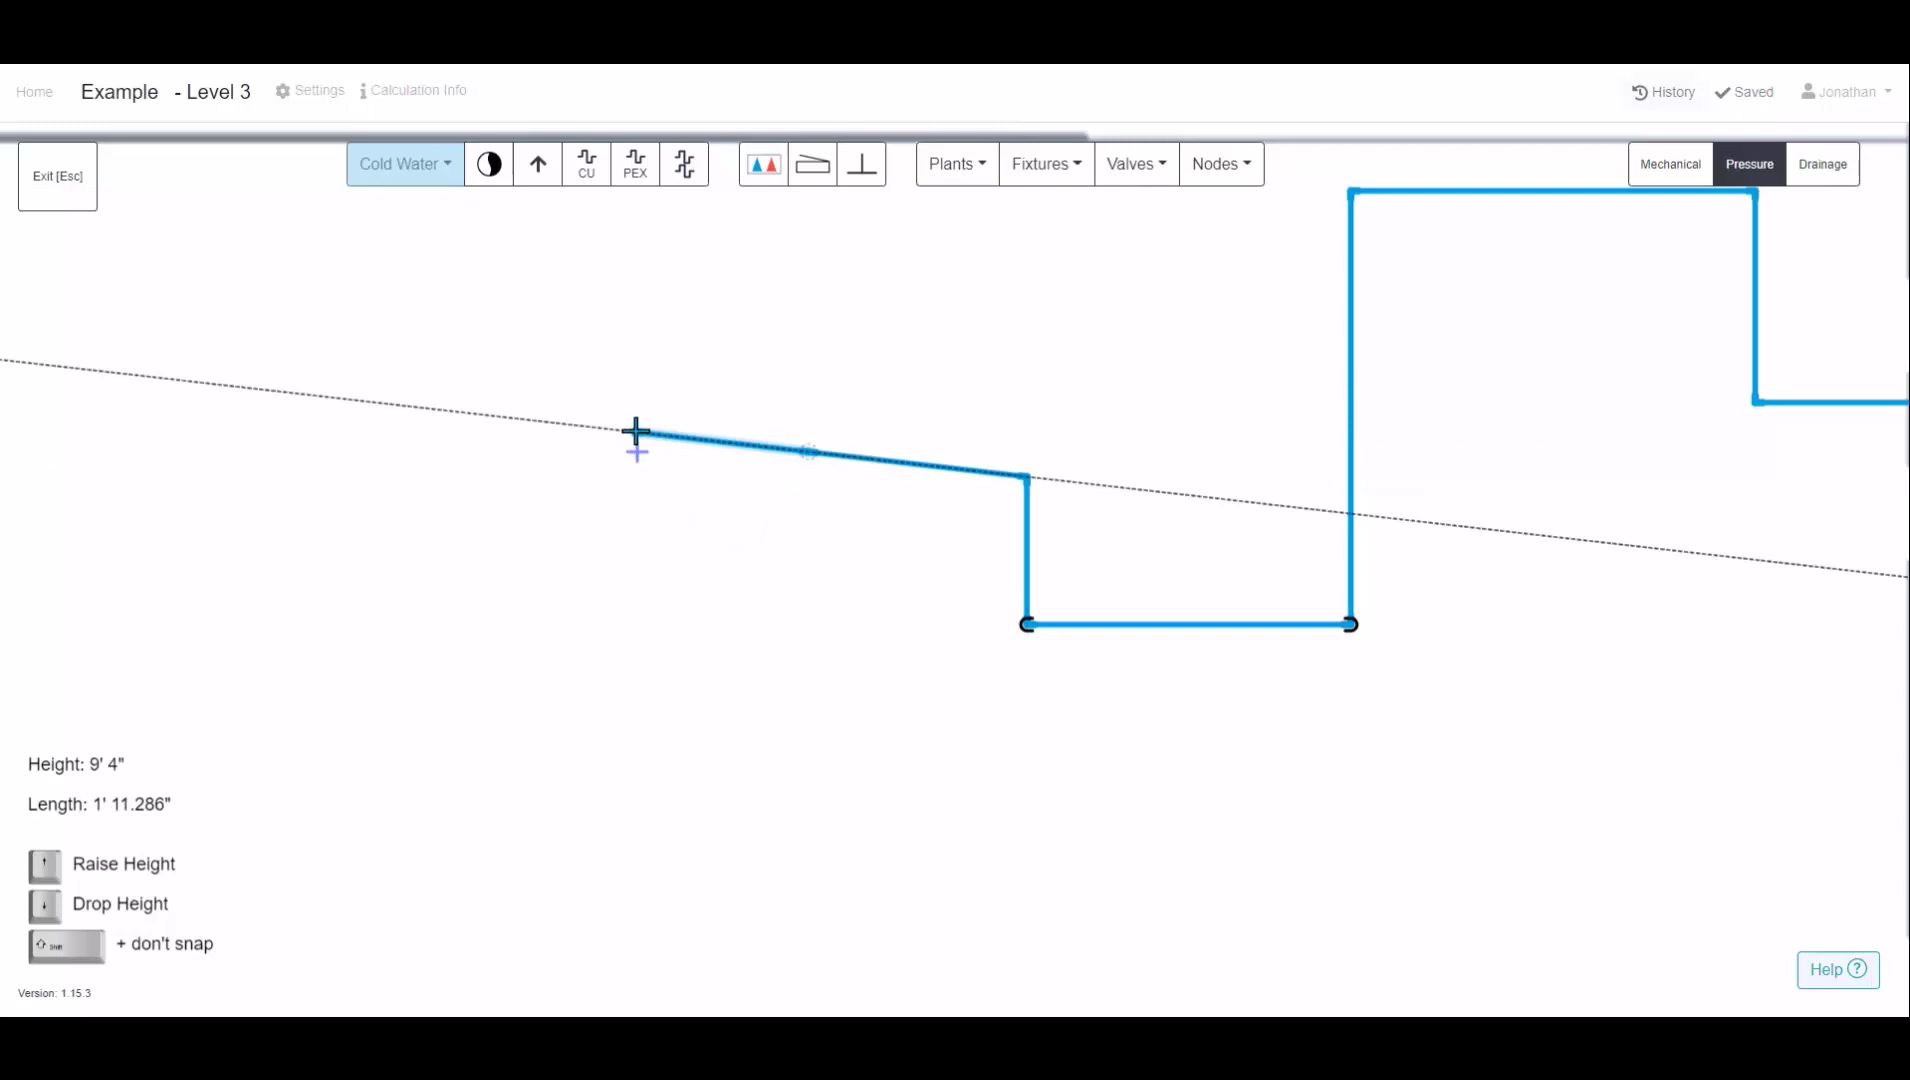 Home Example - Level 3 Settings Calculation Info History Saved Jonathan
Exit [Esc] Cold Water CU PEX Plants Fixtures Valves Nodes Mechanical Pressure Drainage
Height: 9' 4"
Length: 1' 11.286"
Raise Height
Drop Height
Shift + don't snap
Version: 1.15.3
Help ?